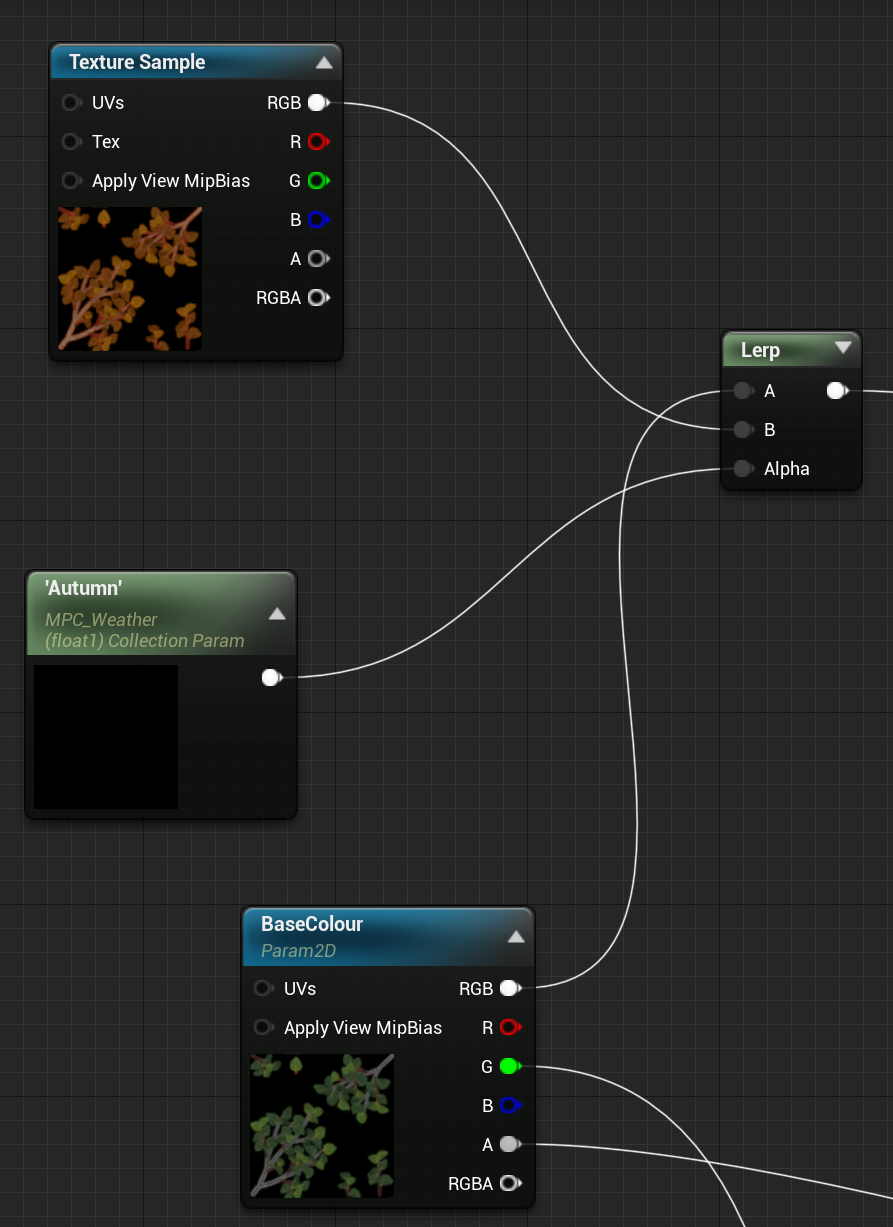 Texture Sample
UVs RGB
Tex R
Apply View MipBias G
B
A
RGBA
Lerp
A
B
Alpha
'Autumn'
MPC_Weather
(float1) Collection Param
BaseColour
Param2D
UVs RGB
Apply View MipBias R
G
B
A
RGBA